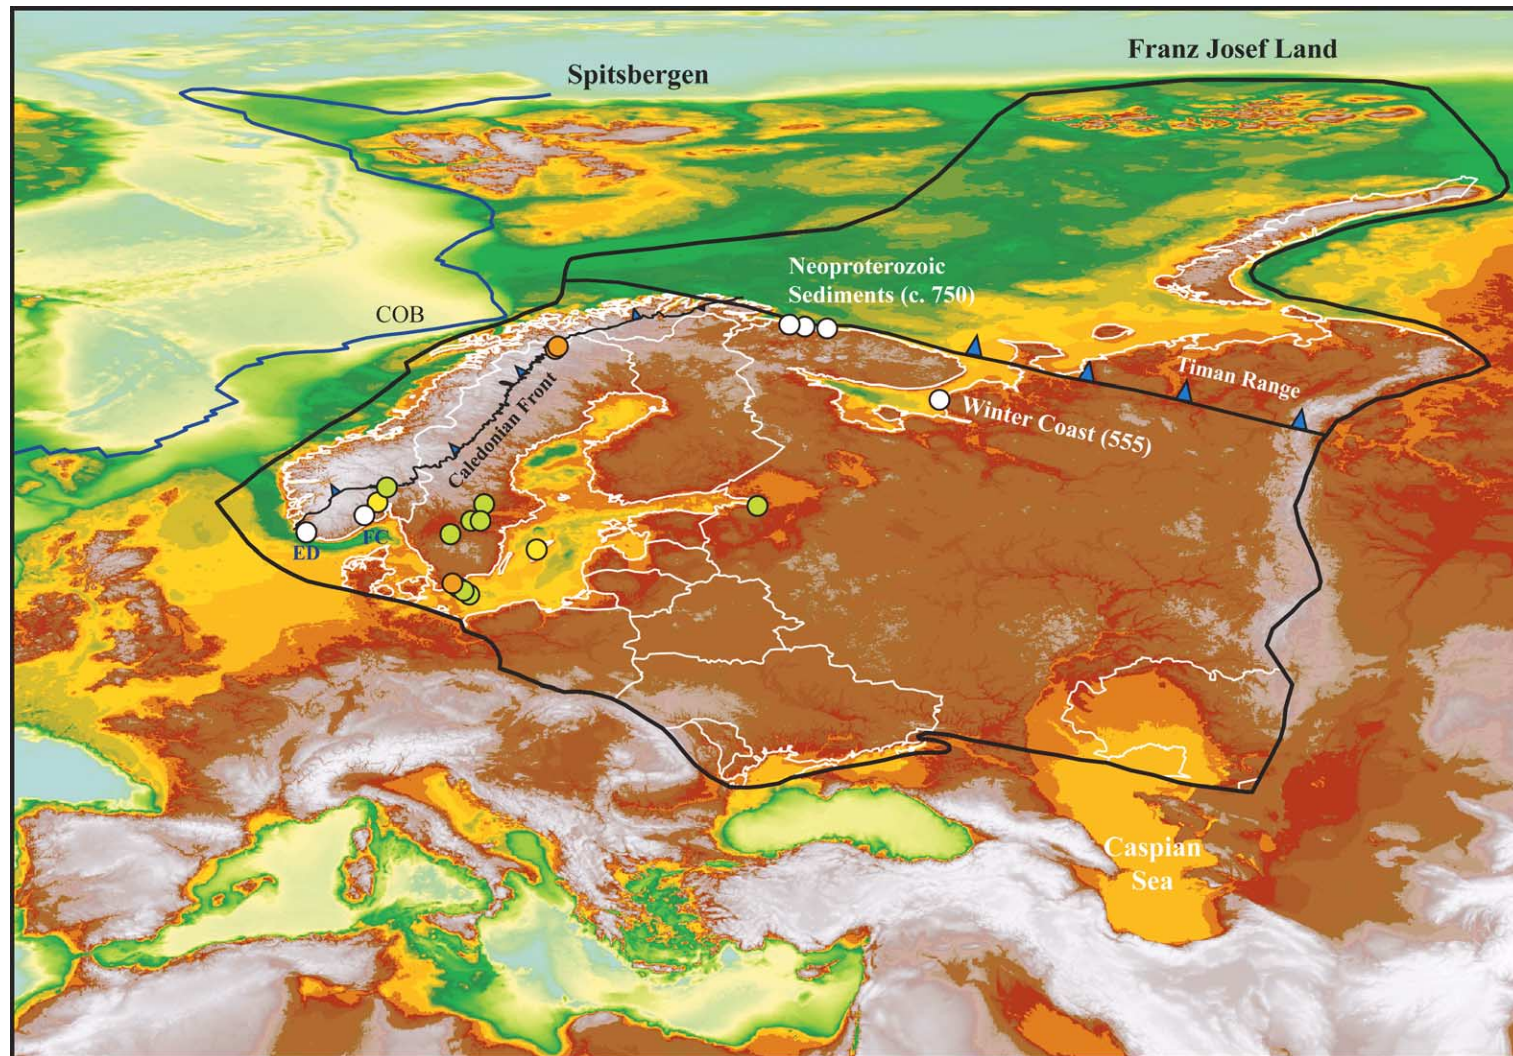 Franz Josef Land
Spitsbergen
Neoproterozoic
Sediments (c. 750)
COB
Timan Range
Caledonian Front
Winter Coast (555)
FC
ED
Caspian
Sea